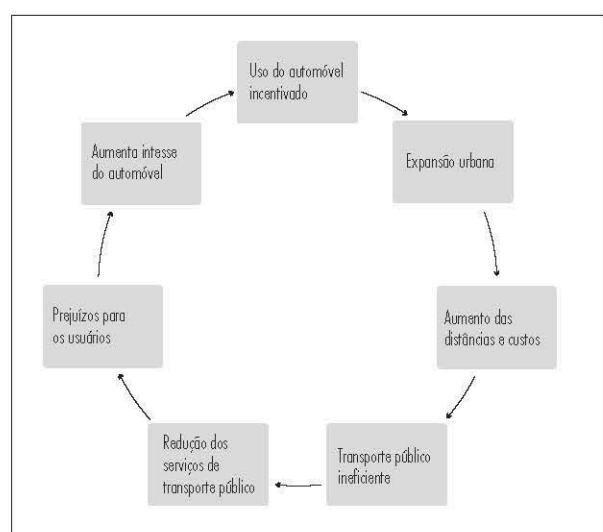 Uso do automóvel
incentivado
Expansão urbana
Aumento das
distâncias e custos
Transporte público
ineficiente
Redução dos
serviços de
transporte público
Prejuízos para
os usuários
Aumenta intesse
do automóvel